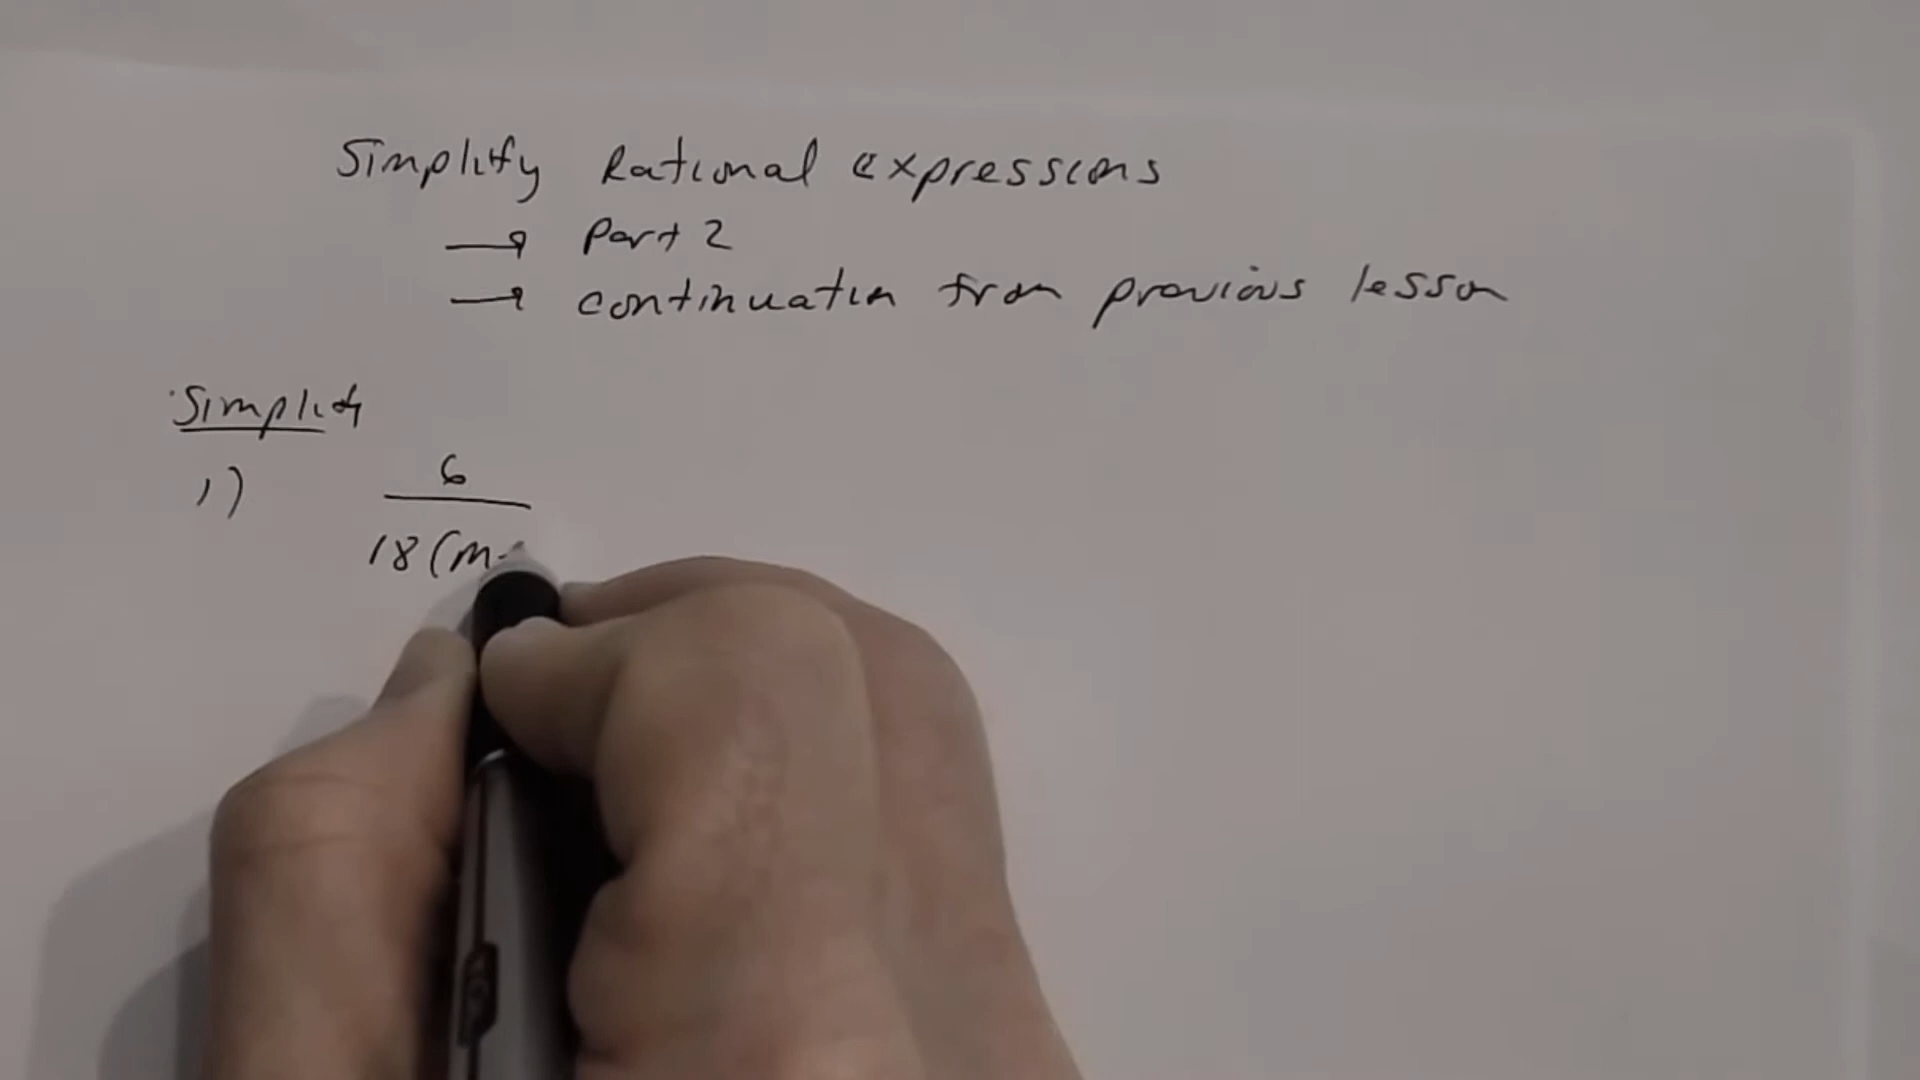 Simplify Rational expressions
→ Part 2
→ continuation from previous lesson
Simplify
1)
6
18(m-